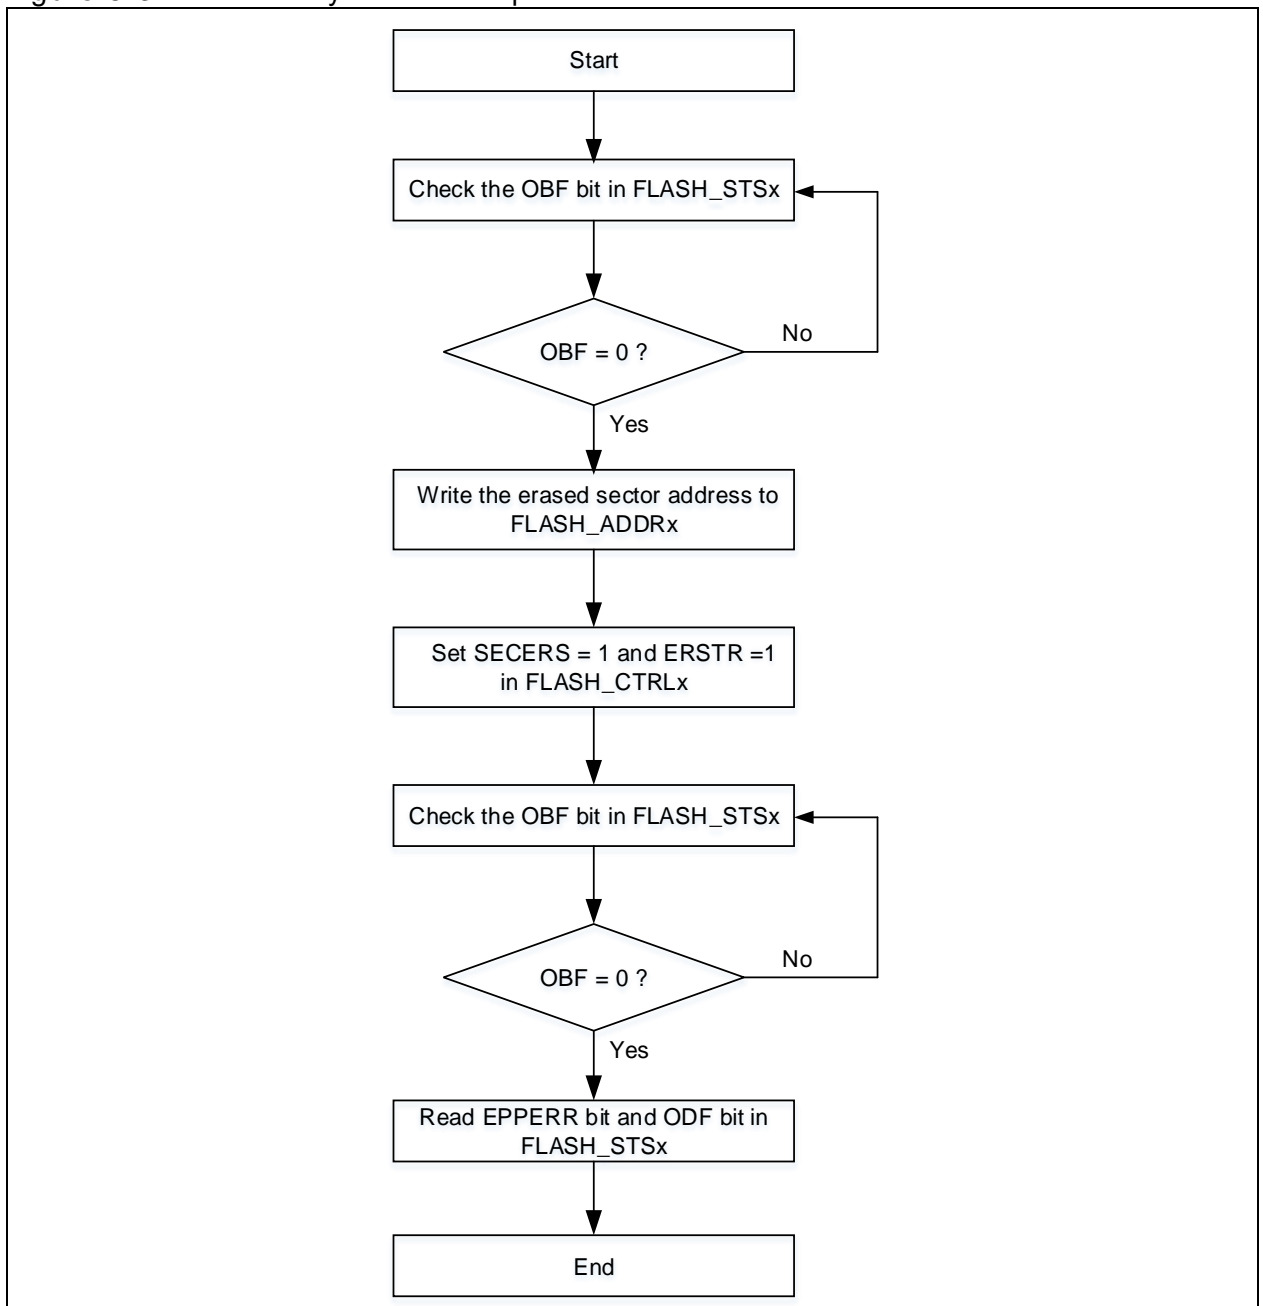 Start
Check the OBF bit in FLASH_STSx
No
OBF = 0 ?
Yes
Write the erased sector address to
FLASH_ADDRx
Set SECERS = 1 and ERSTR =1
in FLASH_CTRLx
Check the OBF bit in FLASH_STSx
No
OBF = 0 ?
Yes
Read EPPERR bit and ODF bit in
FLASH_STSx
End